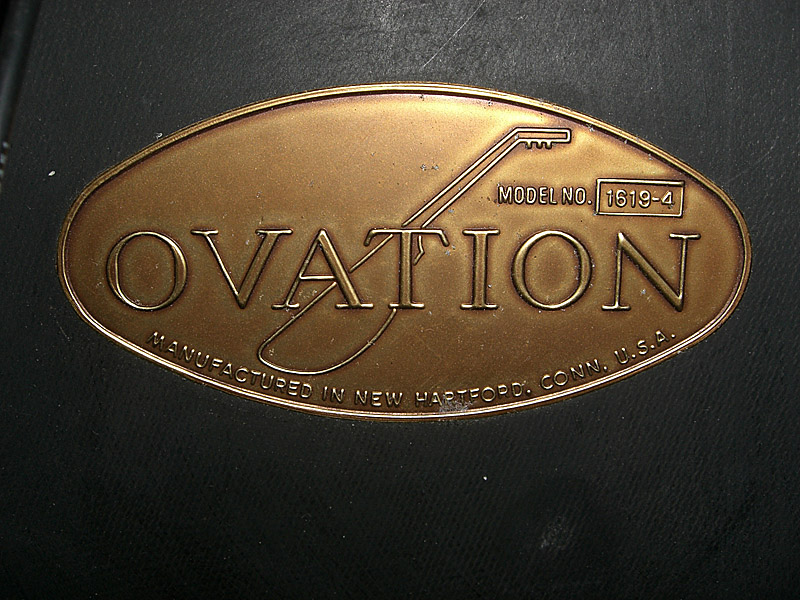 MODEL NO. 1619-4
OVATION
MANUFACTURED IN NEW HARTFORD, CONN. U.S.A.